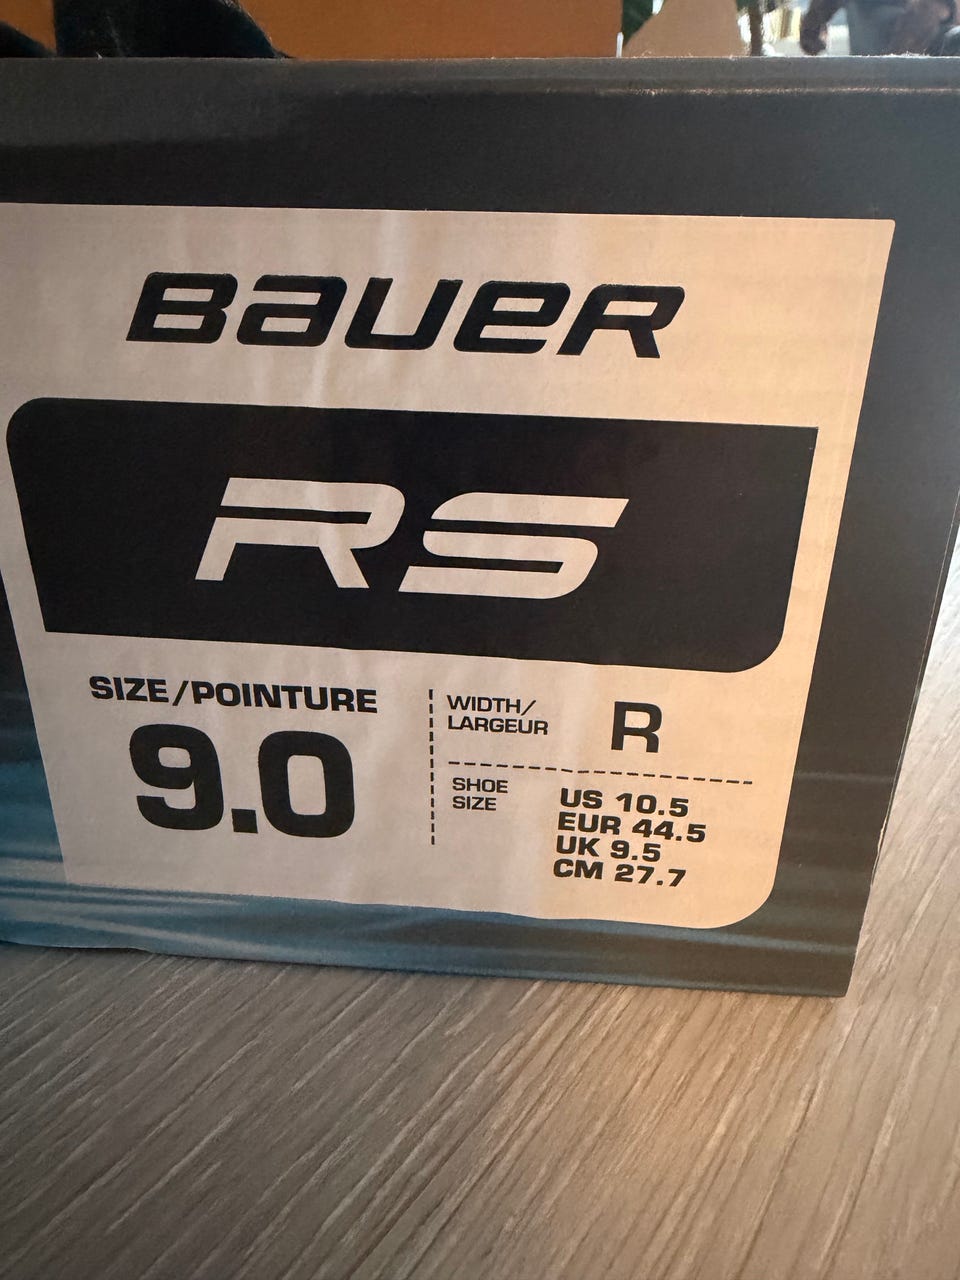 BAUER
RS
SIZE/POINTURE
9.0
WIDTH/
LARGEUR
R
SHOE
SIZE
US 10.5
EUR 44.5
UK 9.5
CM 27.7